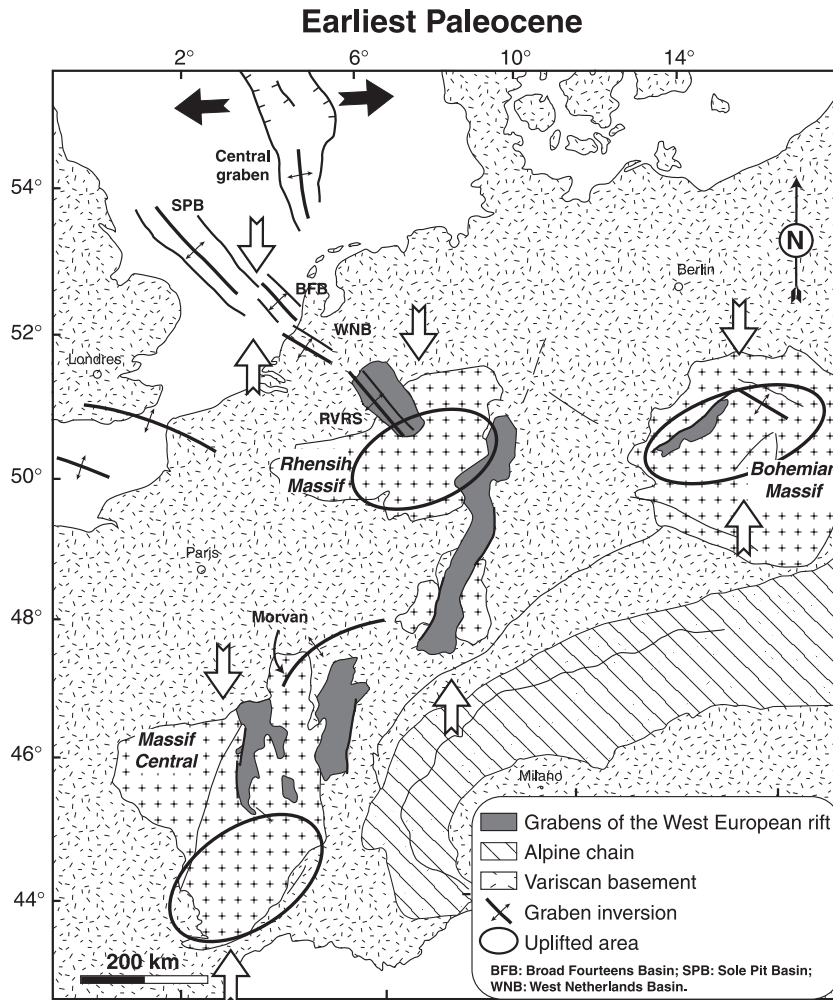 Earliest Paleocene
2°
6°
10°
14°
Central
graben
54°
SPB
N
Berlin
BFB
52°
WNB
Londres
RVRS
50°
Rhensih
Massif
Bohemian
Massif
Paris
48°
Morvan
46°
Massif
Central
Milano
Grabens of the West European rift
Alpine chain
Variscan basement
44°
Graben inversion
Uplifted area
200 km
BFB: Broad Fourteens Basin; SPB: Sole Pit Basin;
WNB: West Netherlands Basin.